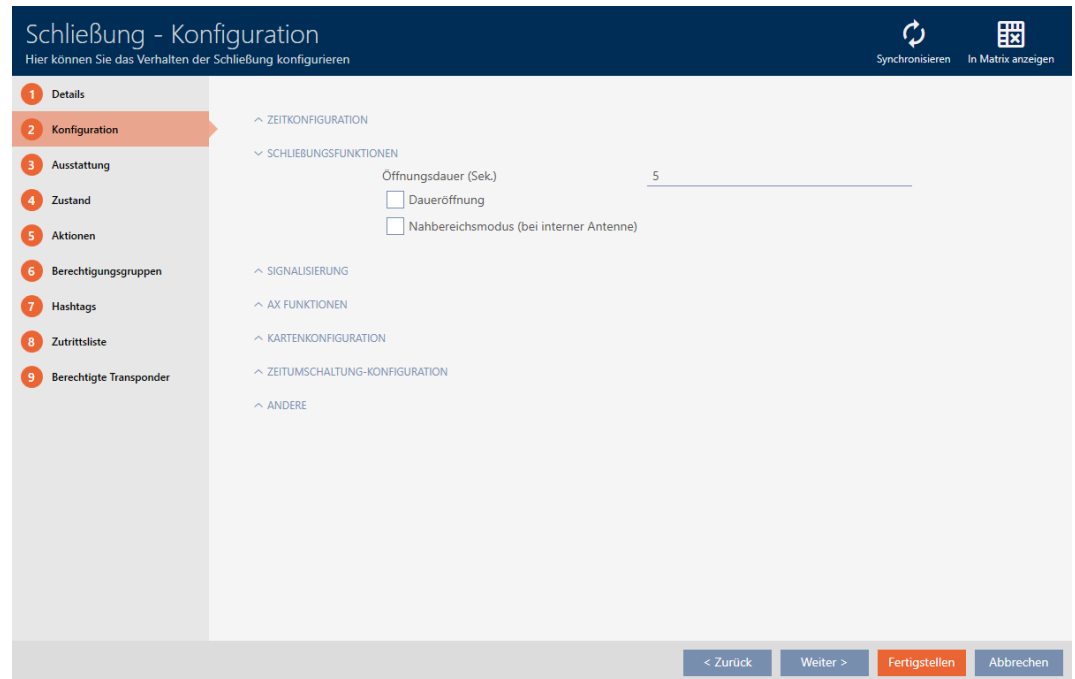 Schließung - Konfiguration
Hier können Sie das Verhalten der Schließung konfigurieren
Synchronisieren
In Matrix anzeigen
1 Details
2 Konfiguration
3 Ausstattung
4 Zustand
5 Aktionen
6 Berechtigungsgruppen
7 Hashtags
8 Zutrittsliste
9 Berechtigte Transponder
ZEITKONFIGURATION
SCHLIEßUNGSFUNKTIONEN
Öffnungsdauer (Sek.) 5
Daueröffnung
Nahbereichsmodus (bei interner Antenne)
SIGNALISIERUNG
AX FUNKTIONEN
KARTENKONFIGURATION
ZEITUMSCHALTUNG-KONFIGURATION
ANDERE
< Zurück
Weiter >
Fertigstellen
Abbrechen